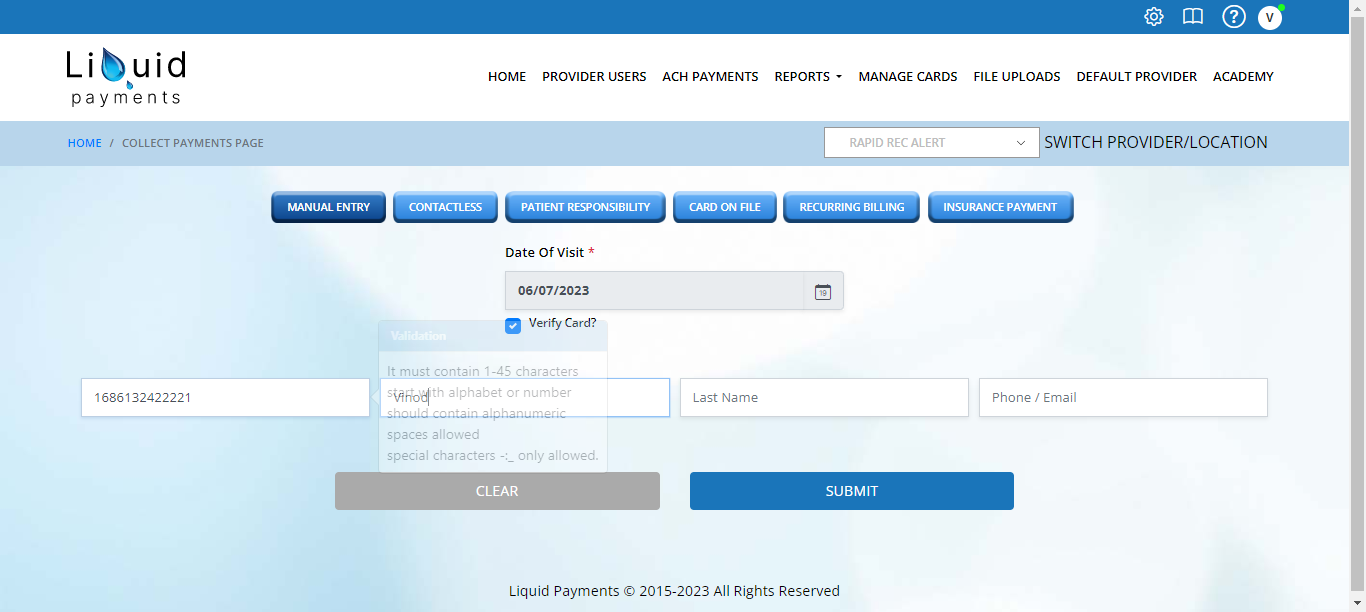 V
Liquid
payments
HOME PROVIDER USERS ACH PAYMENTS REPORTS MANAGE CARDS FILE UPLOADS DEFAULT PROVIDER ACADEMY
HOME / COLLECT PAYMENTS PAGE
RAPID REC ALERT
SWITCH PROVIDER/LOCATION
MANUAL ENTRY CONTACTLESS PATIENT RESPONSIBILITY CARD ON FILE RECURRING BILLING INSURANCE PAYMENT
Date Of Visit *
06/07/2023
19
Verify Card?
Validation
It must contain 1-45 characters
start with alphabet or number
should contain alphanumeric
spaces allowed
special characters -:_ only allowed.
1686132422221
Vinod
Last Name
Phone / Email
CLEAR
SUBMIT
Liquid Payments © 2015-2023 All Rights Reserved